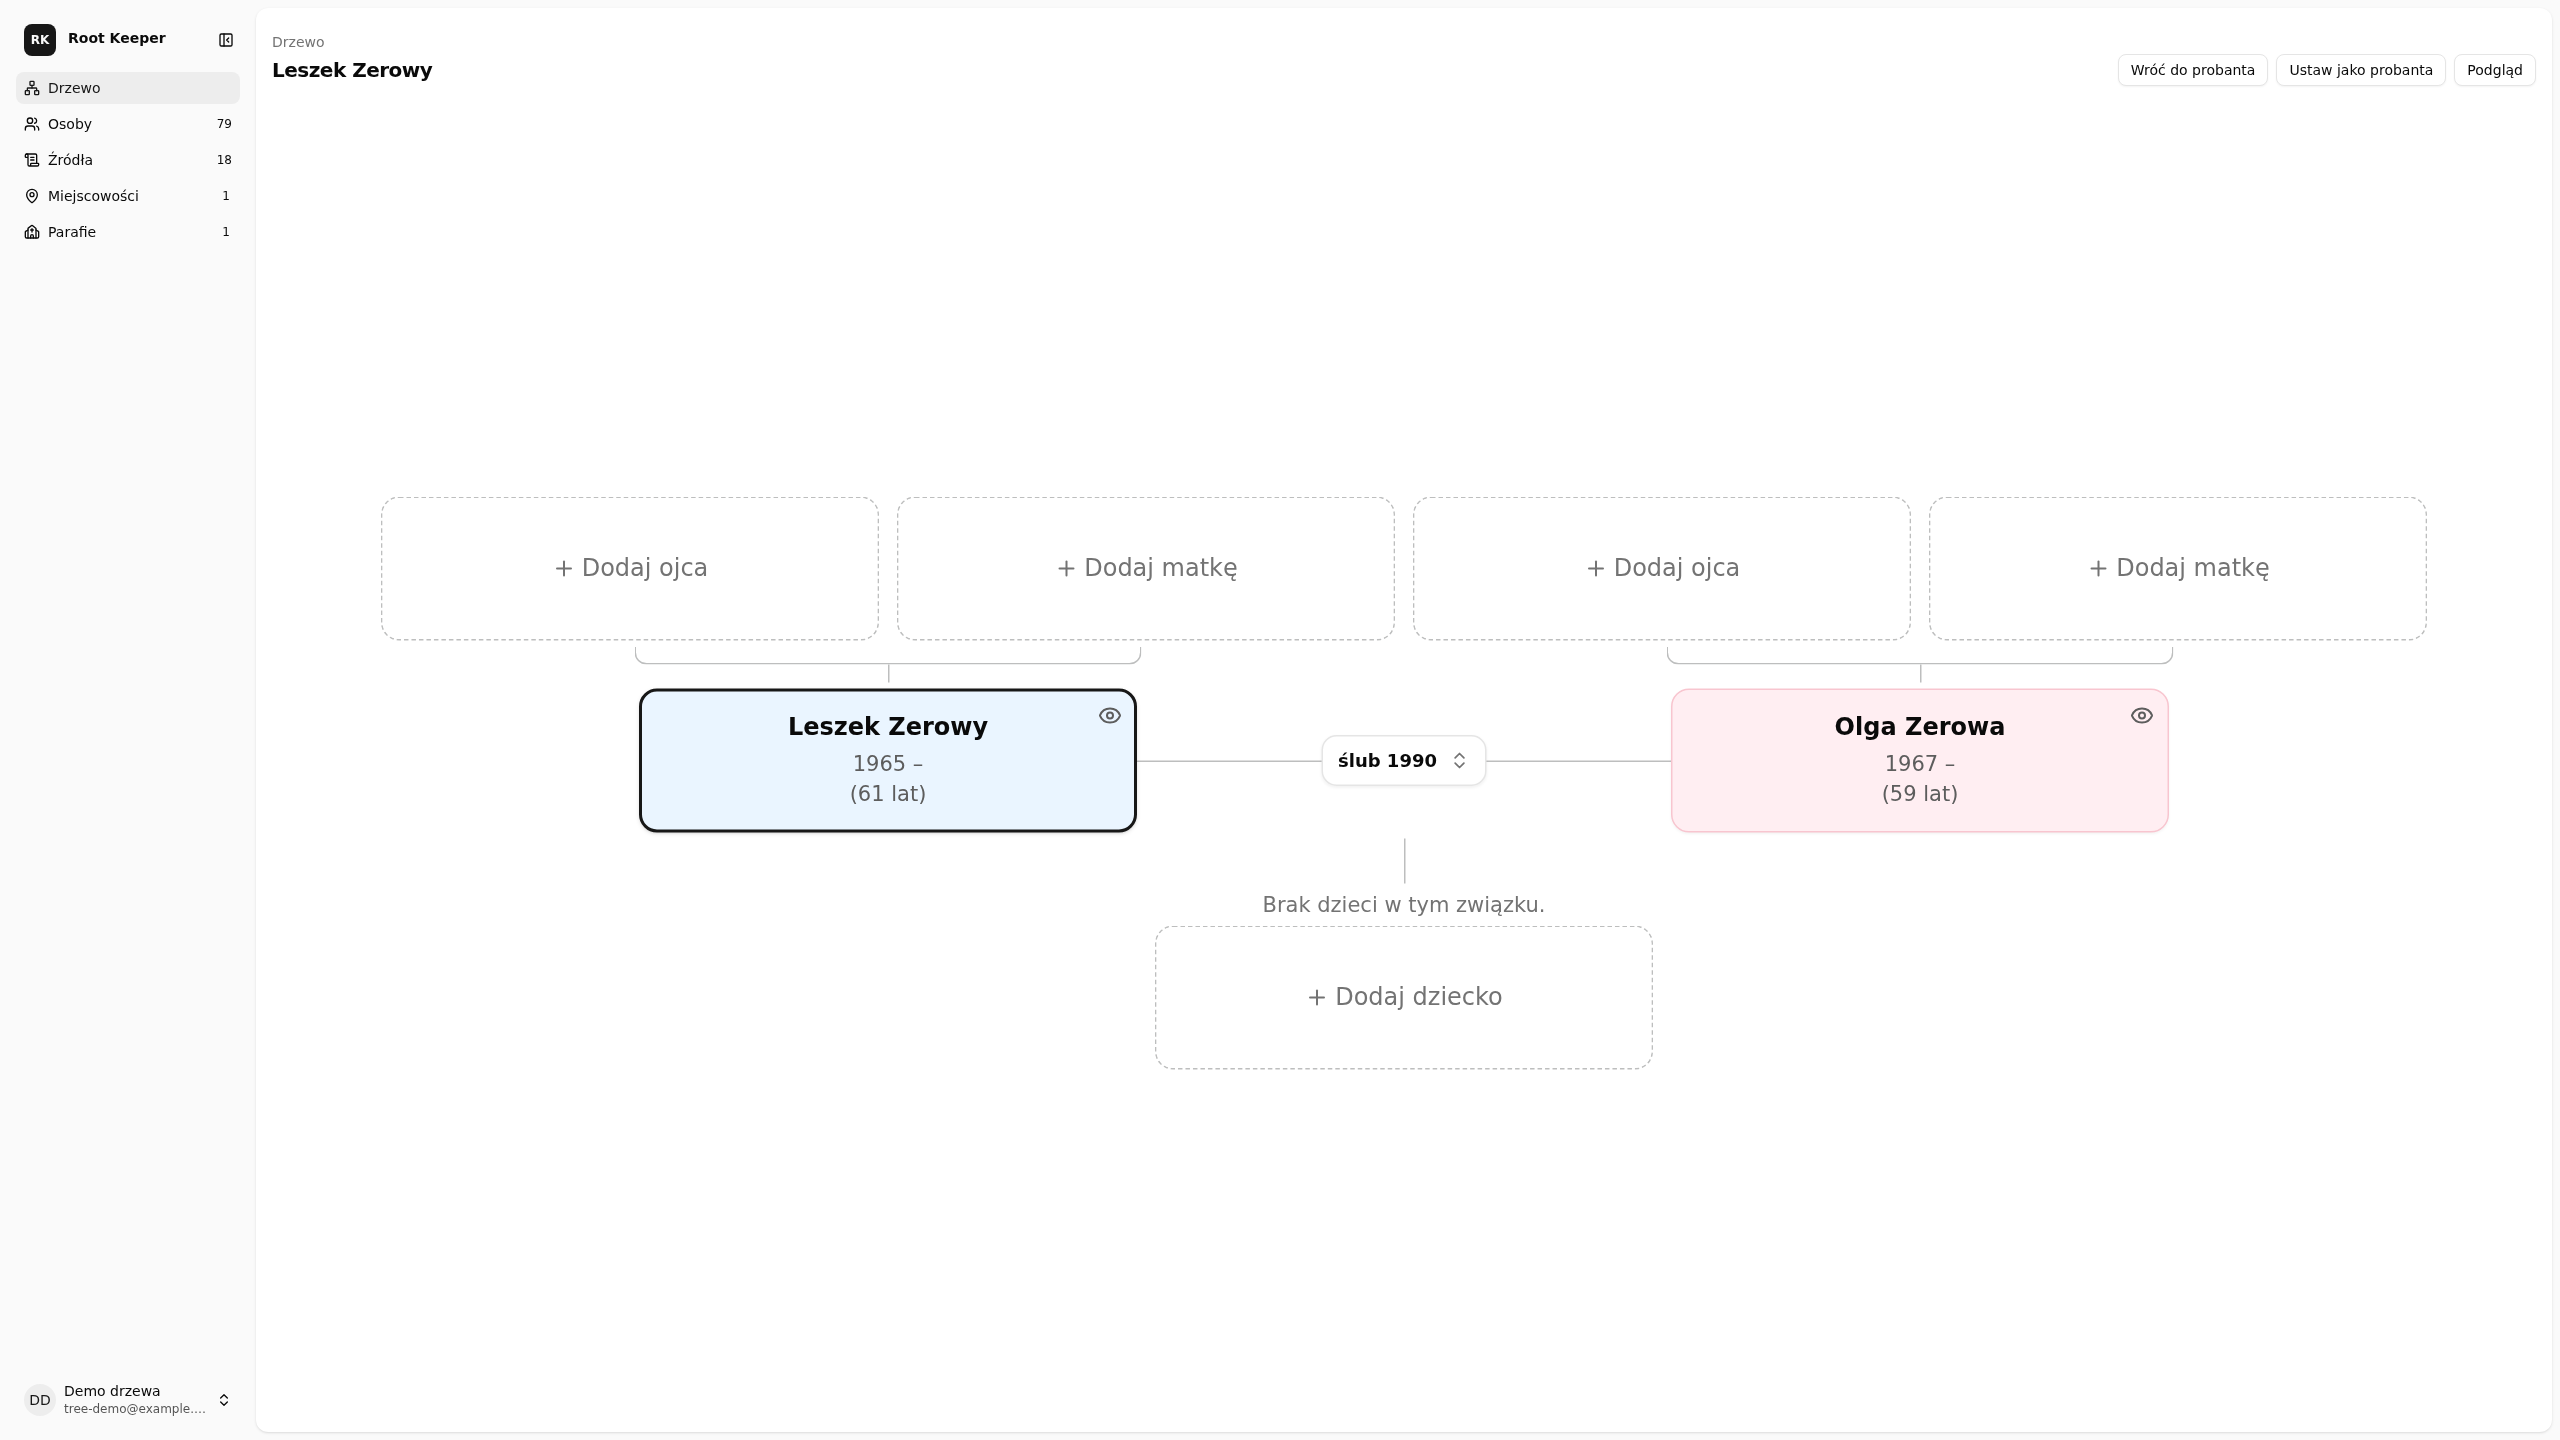 RK
Root Keeper
Drzewo
Osoby 79
Źródła 18
Miejscowości 1
Parafie 1
Drzewo
Leszek Zerowy
Wróć do probanta
Ustaw jako probanta
Podgląd
+ Dodaj ojca
+ Dodaj matkę
+ Dodaj ojca
+ Dodaj matkę
Leszek Zerowy
1965 –
(61 lat)
ślub 1990
Olga Zerowa
1967 –
(59 lat)
Brak dzieci w tym związku.
+ Dodaj dziecko
DD
Demo drzewa
tree-demo@example....